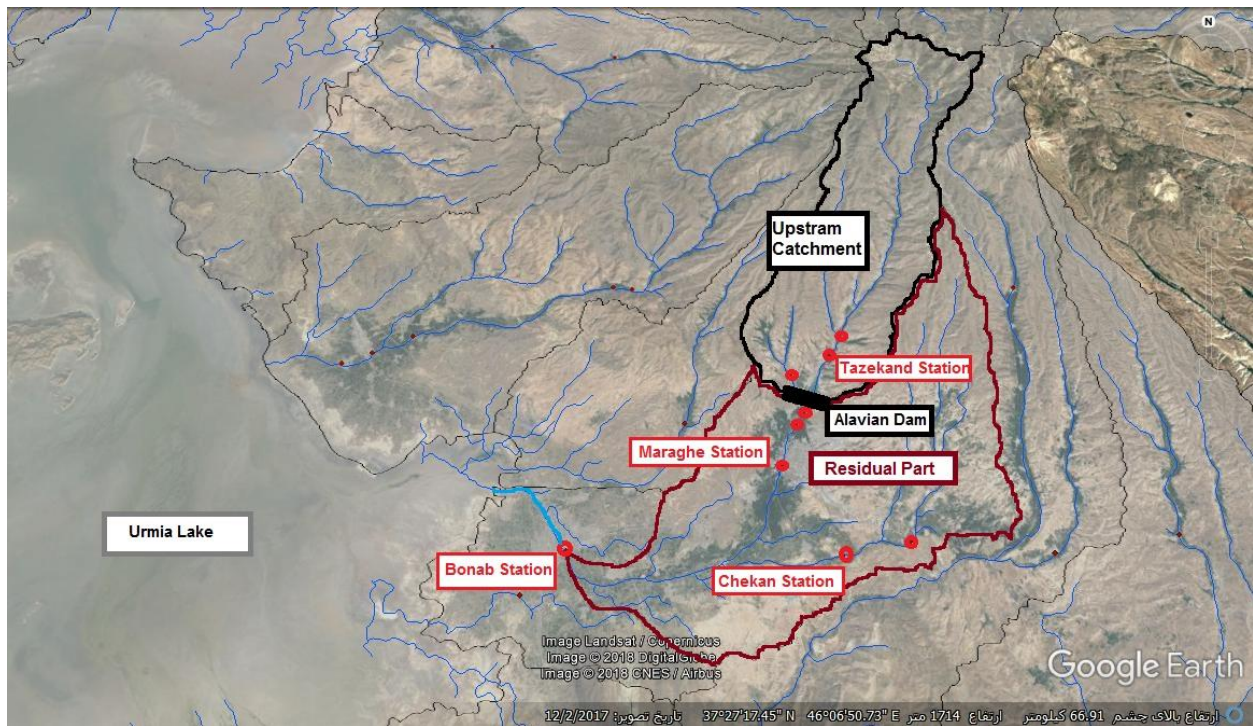 N
Upstram
Catchment
Tazekand Station
Alavian Dam
Maraghe Station
Residual Part
Urmia Lake
Bonab Station
Chekan Station
Image Landsat / Copernicus
Image © 2018 DigitalGlobe
Image © 2018 CNES / Airbus
Google Earth
تاریخ تصویر: 12/2/2017 37°27'17.45" N 46°06'50.73" E ارتفاع 1714 متر ارتفاع بالای چشم 66.91 کیلومتر